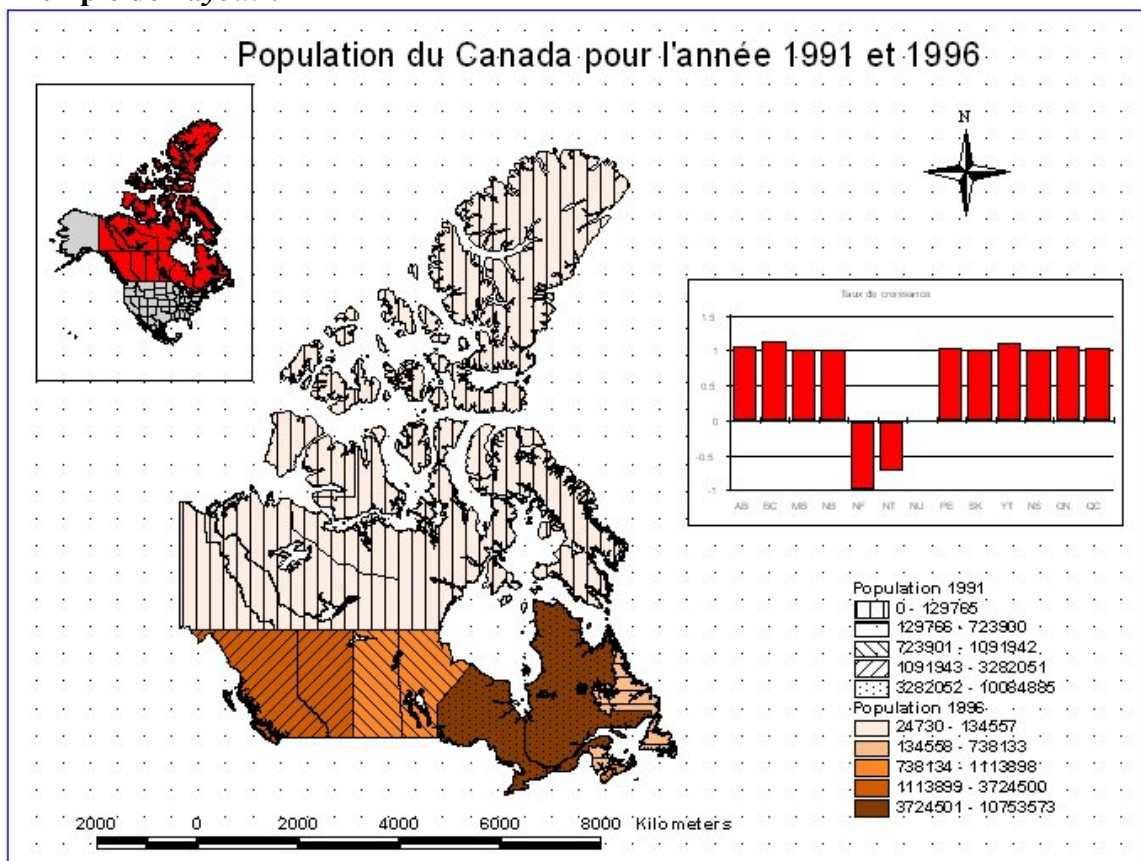 Population du Canada pour l'année 1991 et 1996
N
Taux de croissance
1.5
1
0.5
0
-0.5
-1
AB BC MB NB NF NT NU PE SK YT NS ON QC
Population 1991
0 - 129765
129766 - 723900
723901 - 1091942
1091943 - 3282051
3282052 - 10084885
Population 1996
24730 - 134557
134558 - 738133
738134 - 1113898
1113899 - 3724500
3724501 - 10753573
2000 0 2000 4000 6000 8000 Kilometers